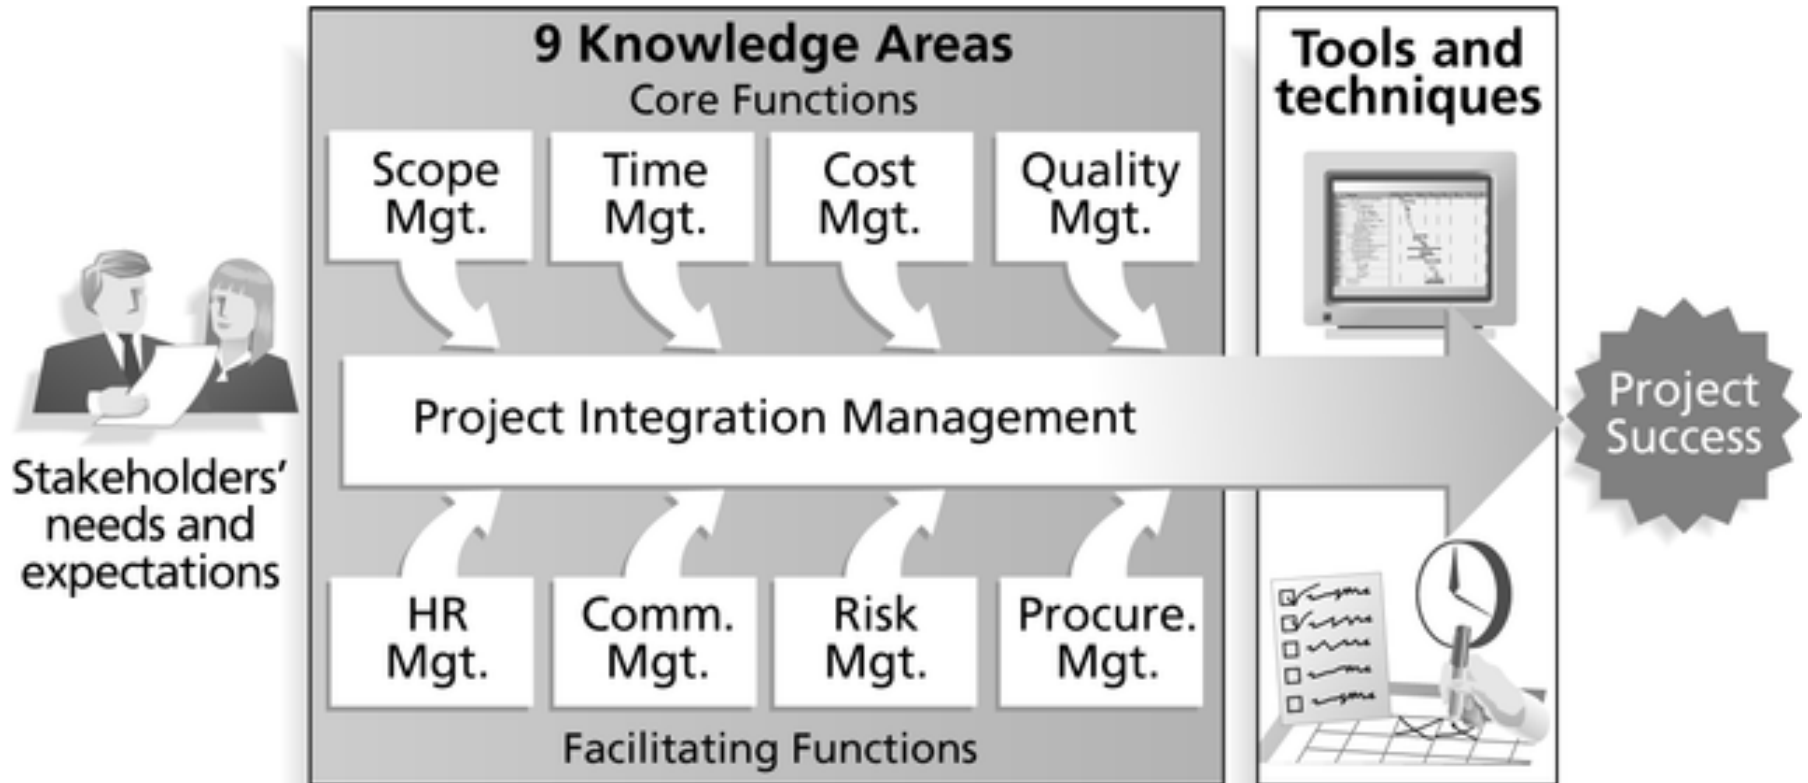 9 Knowledge Areas
Core Functions
Scope
Mgt.
Time
Mgt.
Cost
Mgt.
Quality
Mgt.
Project Integration Management
HR
Mgt.
Comm.
Mgt.
Risk
Mgt.
Procure.
Mgt.
Facilitating Functions
Stakeholders’
needs and
expectations
Tools and
techniques
Project
Success